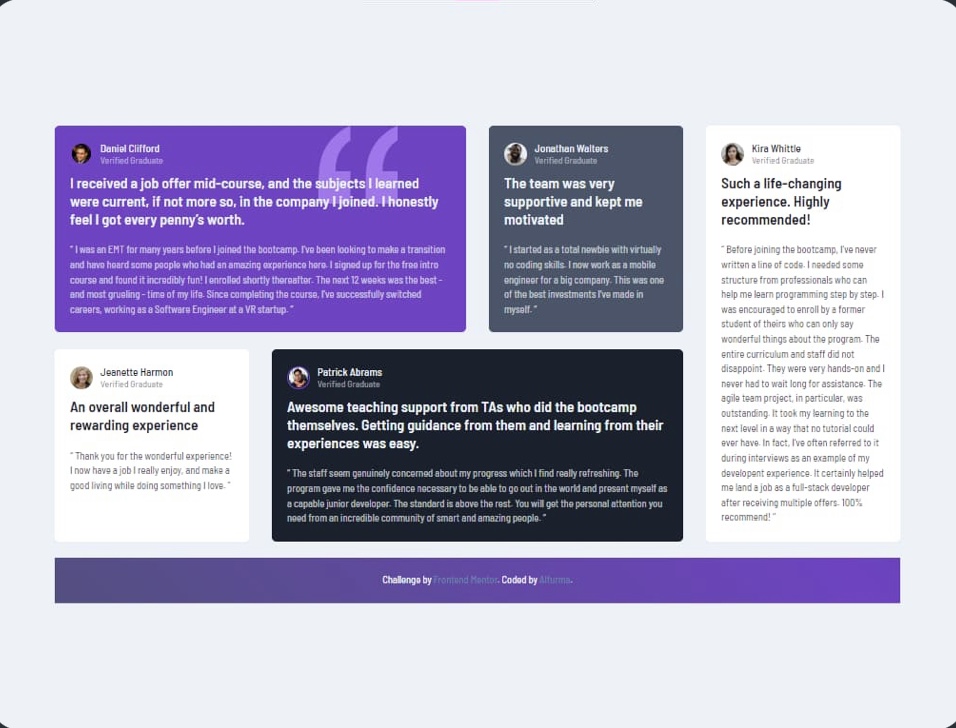 Daniel Clifford
Verified Graduate
I received a job offer mid-course, and the subjects I learned
were current, if not more so, in the company I joined. I honestly
feel I got every penny's worth.
" I was an EMT for many years before I joined the bootcamp. I've been looking to make a transition
and have heard some people who had an amazing experience here. I signed up for the free intro
course and found it incredibly fun! I enrolled shortly thereafter. The next 12 weeks was the best -
and most grueling - time of my life. Since completing the course, I've successfully switched
careers, working as a Software Engineer at a VR startup. "
Jonathan Walters
Verified Graduate
The team was very
supportive and kept me
motivated
" I started as a total newbie with virtually
no coding skills. I now work as a mobile
engineer for a big company. This was one
of the best investments I've made in
myself. "
Kira Whittle
Verified Graduate
Such a life-changing
experience. Highly
recommended!
" Before joining the bootcamp, I've never
written a line of code. I needed some
structure from professionals who can
help me learn programming step by step. I
was encouraged to enroll by a former
student of theirs who can only say
wonderful things about the program. The
entire curriculum and staff did not
disappoint. They were very hands-on and I
never had to wait long for assistance. The
agile team project, in particular, was
outstanding. It took my learning to the
next level in a way that no tutorial could
ever have. In fact, I've often referred to it
during interviews as an example of my
developent experience. It certainly helped
me land a job as a full-stack developer
after receiving multiple offers. 100%
recommend! "
Jeanette Harmon
Verified Graduate
An overall wonderful and
rewarding experience
" Thank you for the wonderful experience!
I now have a job I really enjoy, and make a
good living while doing something I love. "
Patrick Abrams
Verified Graduate
Awesome teaching support from TAs who did the bootcamp
themselves. Getting guidance from them and learning from their
experiences was easy.
" The staff seem genuinely concerned about my progress which I find really refreshing. The
program gave me the confidence necessary to be able to go out in the world and present myself as
a capable junior developer. The standard is above the rest. You will get the personal attention you
need from an incredible community of smart and amazing people. "
Challenge by Frontend Mentor. Coded by